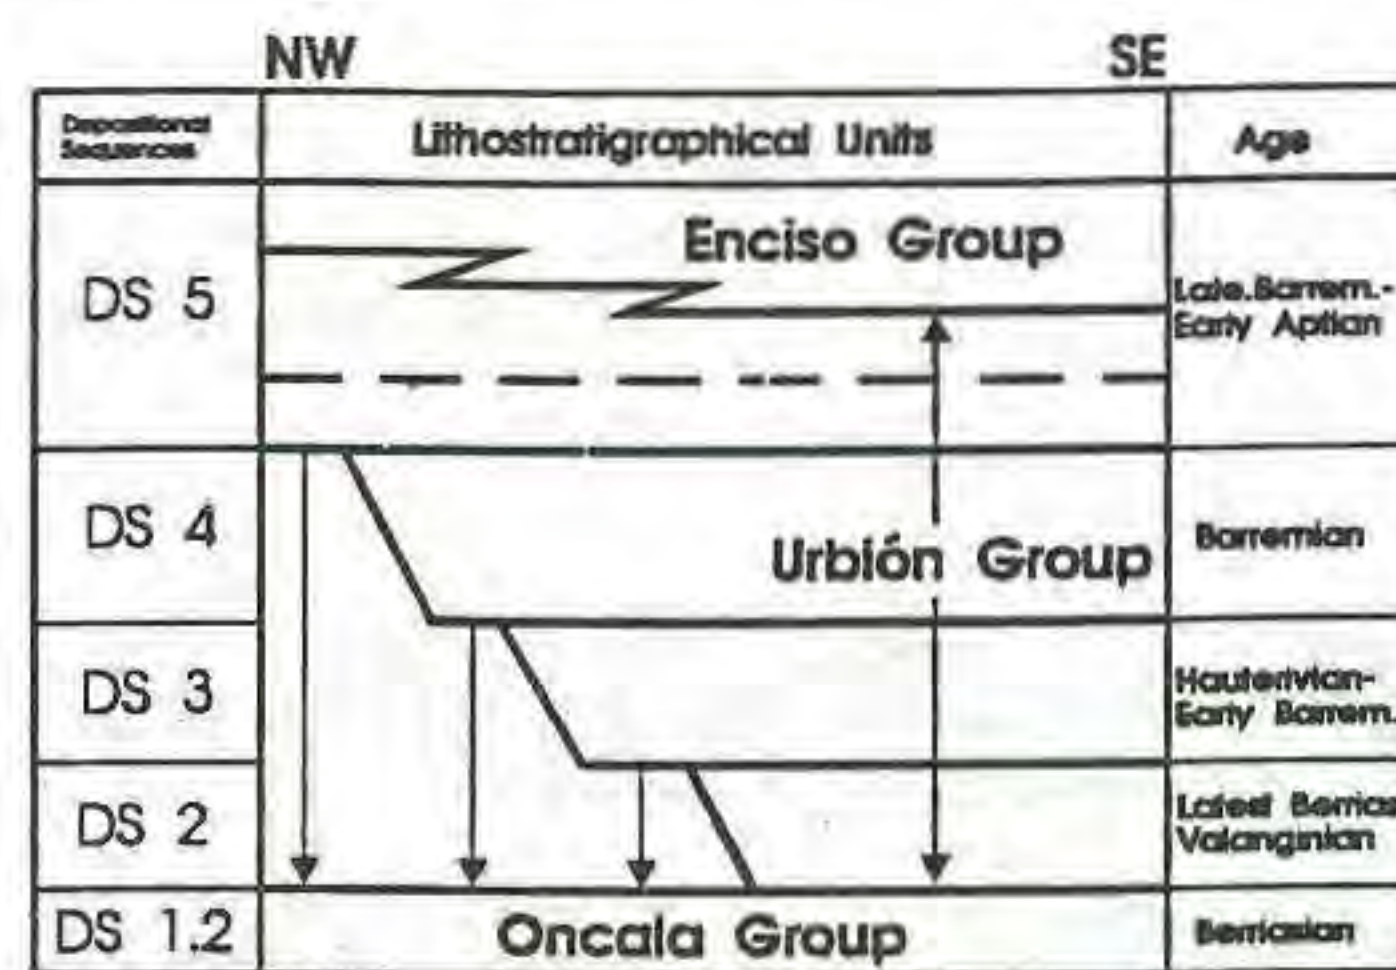 NW SE
Depositional
Sequences
Lithostratigraphical Units
Age
DS 5
Enciso Group
Late.Barrem.-
Early Aptian
DS 4
Urbión Group
Barremian
DS 3
Hauterivian-
Early Barrem.
DS 2
Latest Berrias
Valanginian
DS 1.2
Oncala Group
Berriasian